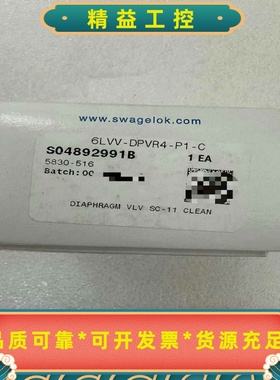 精益工控
www.swagelok.com
6LVV-DPVR4-P1-C
S04892991B
1 EA
5830-516
Batch:00
DIAPHRAGM VLV SC-11 CLEAN
品质可靠*可开发票*货源充足